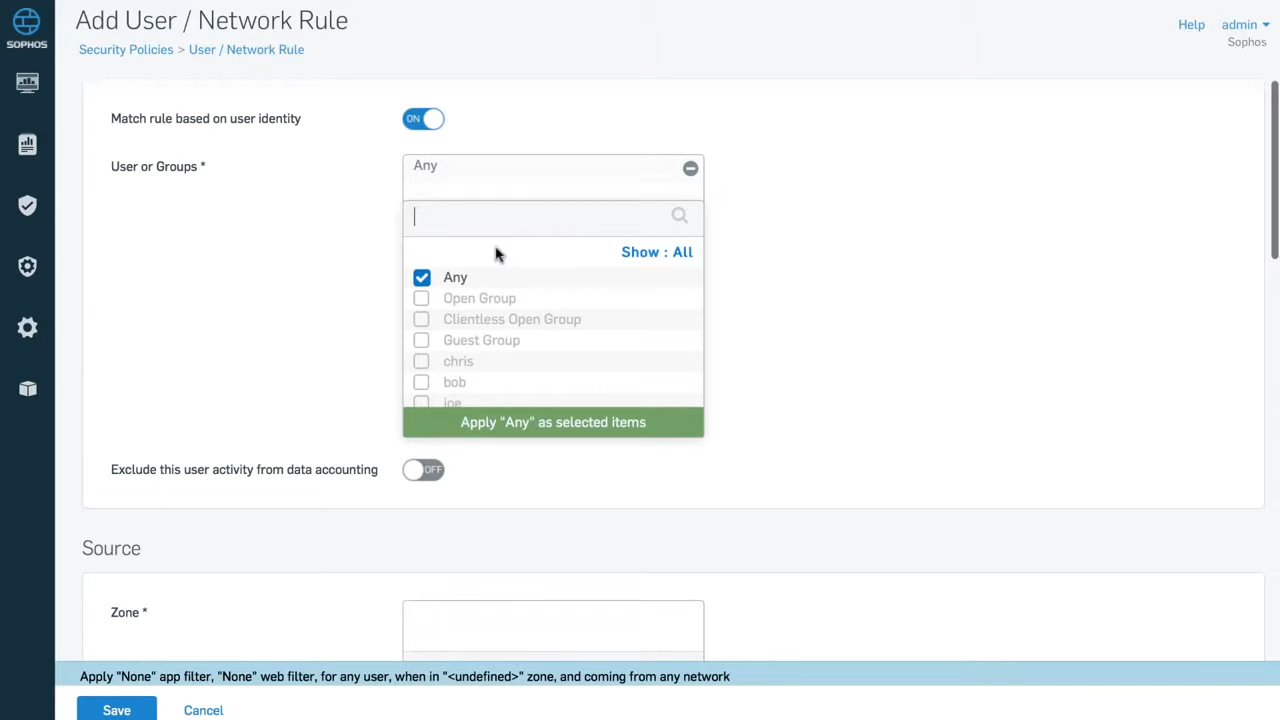 SOPHOS
Add User / Network Rule
Security Policies > User / Network Rule
Help
admin
Sophos
Match rule based on user identity
ON
User or Groups *
Any
Show : All
Any
Open Group
Clientless Open Group
Guest Group
chris
bob
joe
Apply "Any" as selected items
Exclude this user activity from data accounting
OFF
Source
Zone *
Apply "None" app filter, "None" web filter, for any user, when in "<undefined>" zone, and coming from any network
Save
Cancel